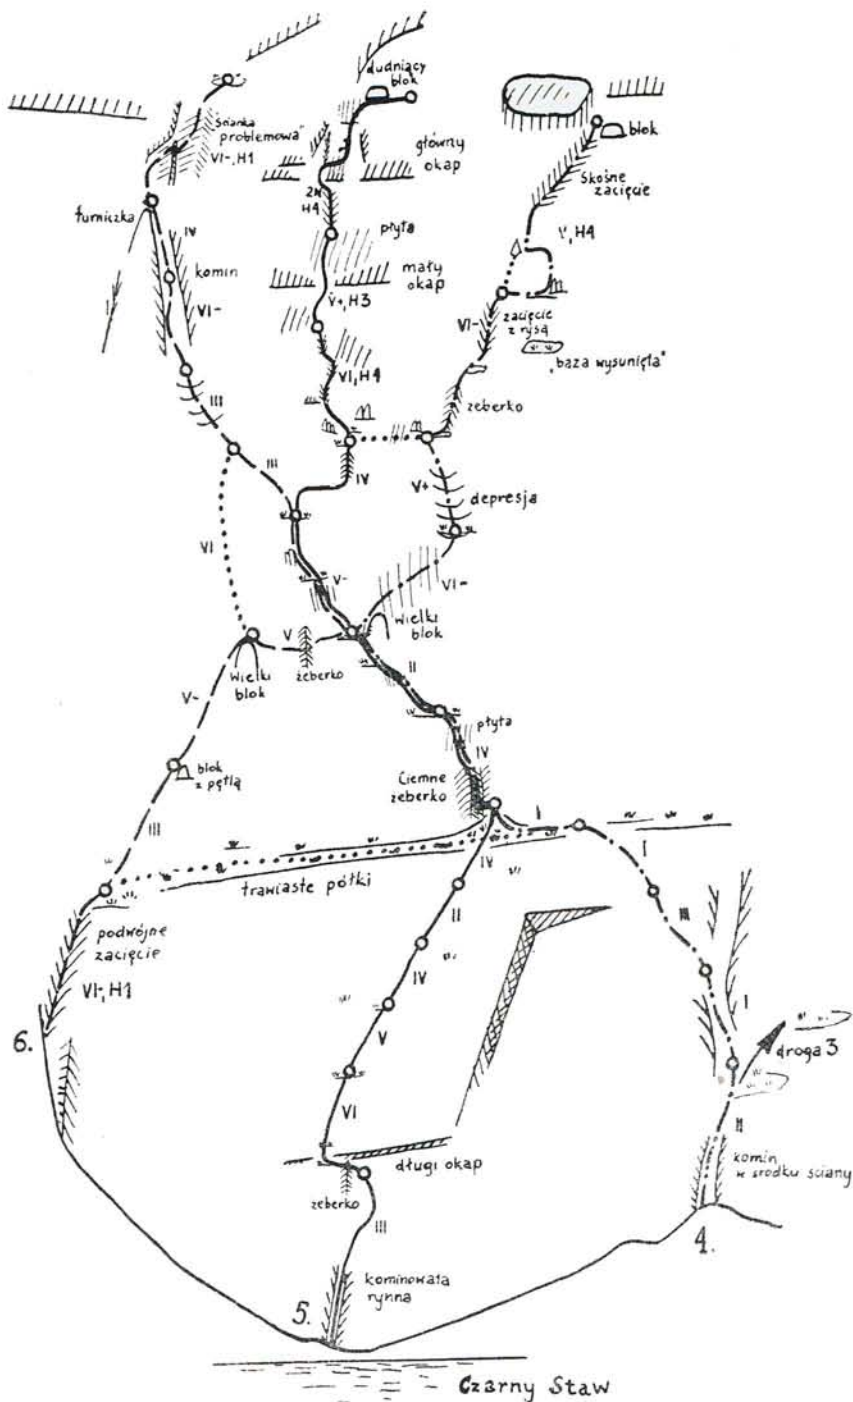 dudniący
blok
"Ścianka
problemowa"
VI-, H1
główny
okap
blok
Skośne
zacięcie
2x
H4
turniczka
IV
płyta
V, H4
komin
mały
okap
V+, H3
VI-
VI-
zacięcie
z rysą
"baza wysunięta"
VI, H4
III
żeberko
III
IV
V+
depresja
VI
V-
VI-
wielki
blok
V
Wielki
blok
żeberko
II
V-
płyta
IV
blok
z pętlą
Ciemne
żeberko
I
III
I
IV
trawiaste półki
II
III
podwójne
zacięcie
IV
VI-, H1
I
6.
V
droga 3
VI
II
długi okap
komin
w środku ściany
żeberko
III
4.
kominowata
rynna
5.
Czarny Staw